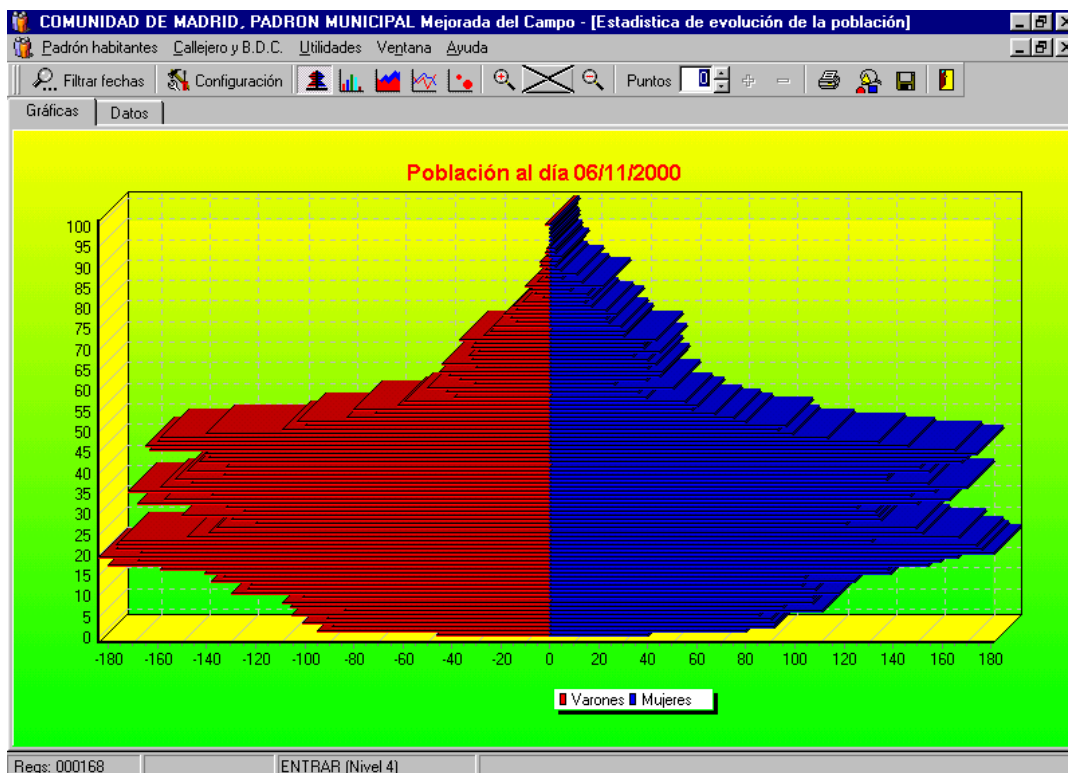 COMUNIDAD DE MADRID, PADRON MUNICIPAL Mejorada del Campo - [Estadistica de evolución de la población]
Padrón habitantes Callejero y B.D.C. Utilidades Ventana Ayuda
Filtrar fechas Configuración Puntos 0
Gráficas Datos
Población al día 06/11/2000
100
95
90
85
80
75
70
65
60
55
50
45
40
35
30
25
20
15
10
5
0
-180 -160 -140 -120 -100 -80 -60 -40 -20 0 20 40 60 80 100 120 140 160 180
Varones Mujeres
Regs: 000168 ENTRAR (Nivel 4)